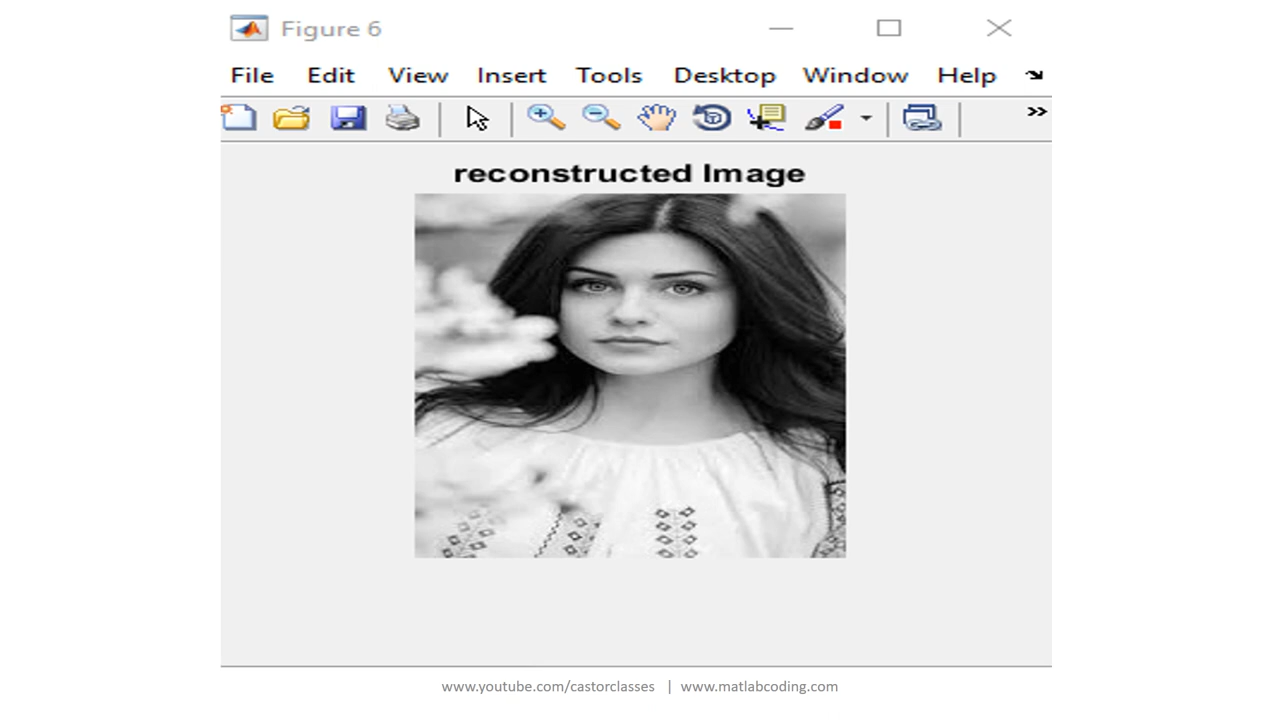 Figure 6
File Edit View Insert Tools Desktop Window Help
reconstructed Image
www.youtube.com/castorclasses | www.matlabcoding.com